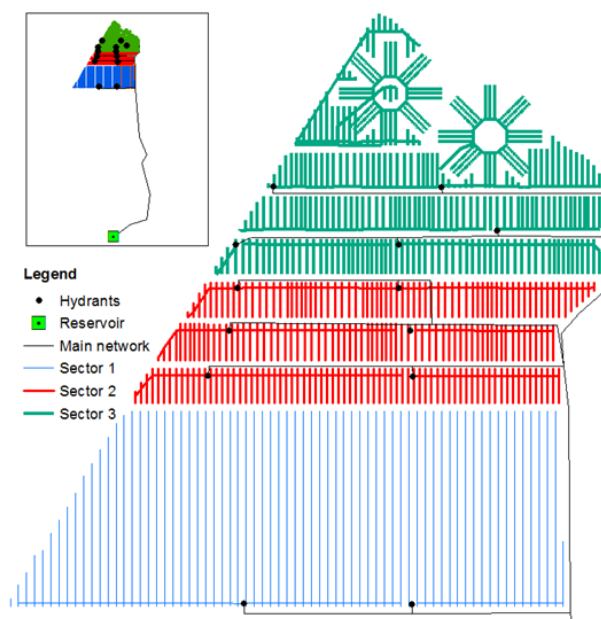 Legend
Hydrants
Reservoir
Main network
Sector 1
Sector 2
Sector 3